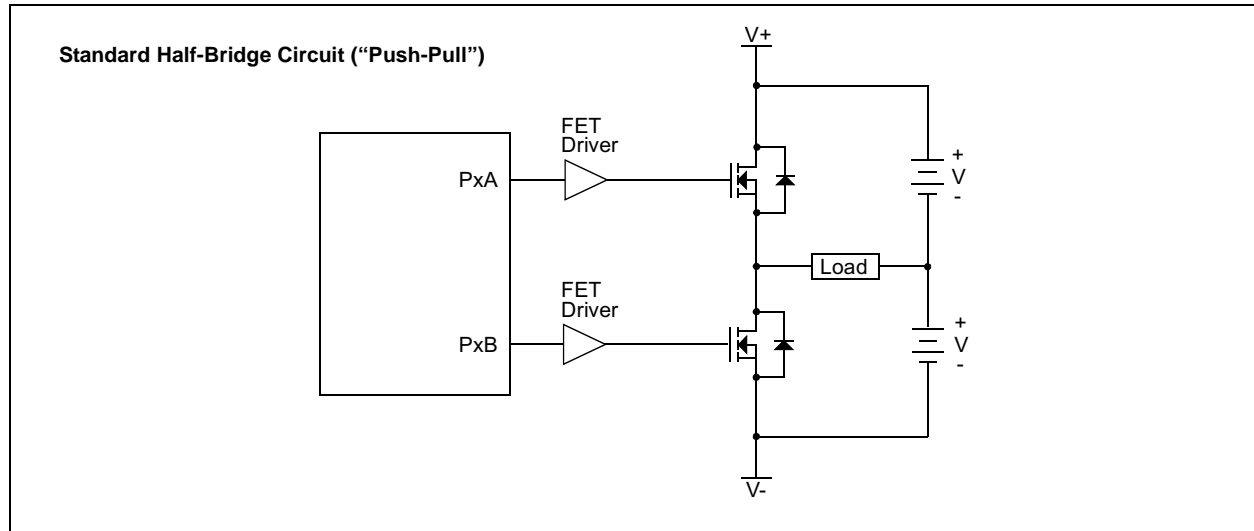 V+
Standard Half-Bridge Circuit (“Push-Pull”)
FET
Driver
PxA
+
V
-
Load
FET
Driver
PxB
+
V
-
V-